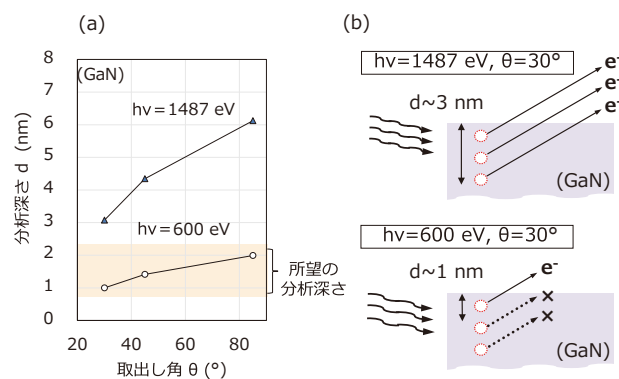 (a)
分析深さ d (nm)
8
7
6
5
4
3
2
1
0
(GaN)
hν=1487 eV
hν=600 eV
所望の
分析深さ
20
40
60
80
取出し角 θ (°)
(b)
hν=1487 eV, θ=30°
d~3 nm
e-
e-
e-
(GaN)
hν=600 eV, θ=30°
d~1 nm
e-
×
×
(GaN)